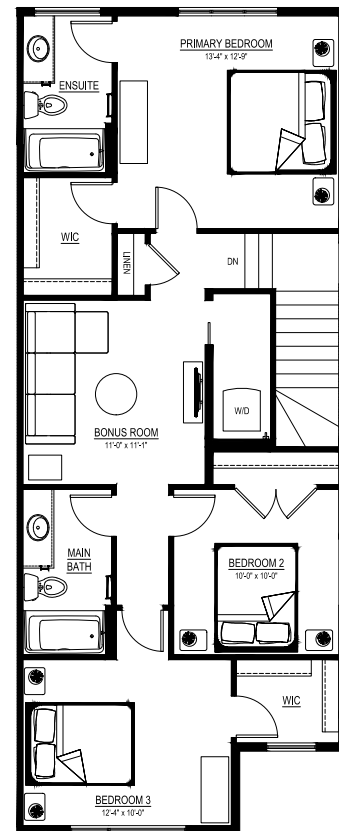 PRIMARY BEDROOM
13'-4" x 12'-9"
ENSUITE
WIC
LINEN
DN
W/D
BONUS ROOM
11'-0" x 11'-1"
MAIN
BATH
BEDROOM 2
10'-0" x 10'-0"
WIC
BEDROOM 3
12'-4" x 10'-0"